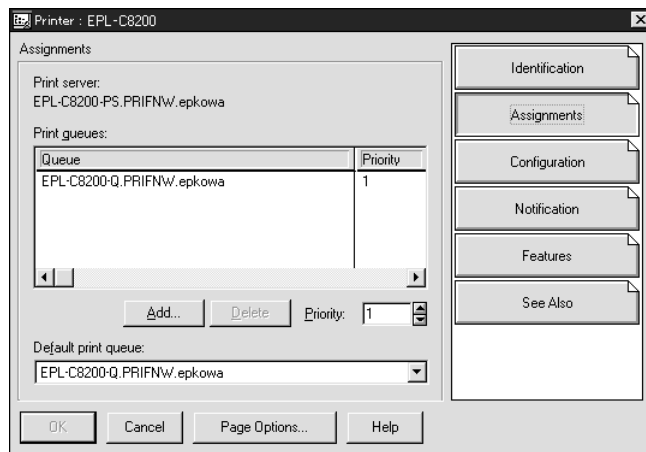 Printer : EPL-C8200
Assignments
Print server:
EPL-C8200-PS.PRIFNW.epkowa
Print queues:
Queue Priority
EPL-C8200-Q.PRIFNW.epkowa 1
Add... Delete Priority: 1
Default print queue:
EPL-C8200-Q.PRIFNW.epkowa
OK Cancel Page Options... Help
Identification
Assignments
Configuration
Notification
Features
See Also